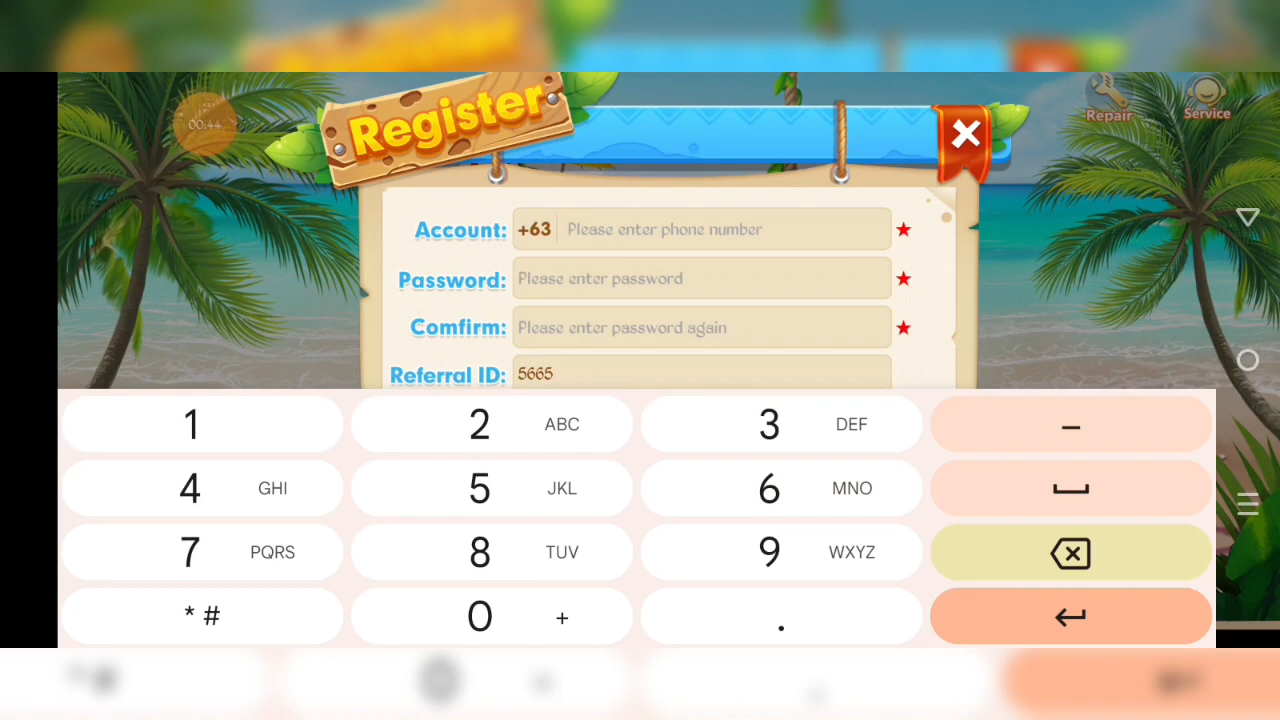 Register
00:44
Repair
Service
Account: +63 Please enter phone number
Password: Please enter password
Comfirm: Please enter password again
Referral ID: 5665
1 2 ABC 3 DEF –
4 GHI 5 JKL 6 MNO
7 PQRS 8 TUV 9 WXYZ
* # 0 + .